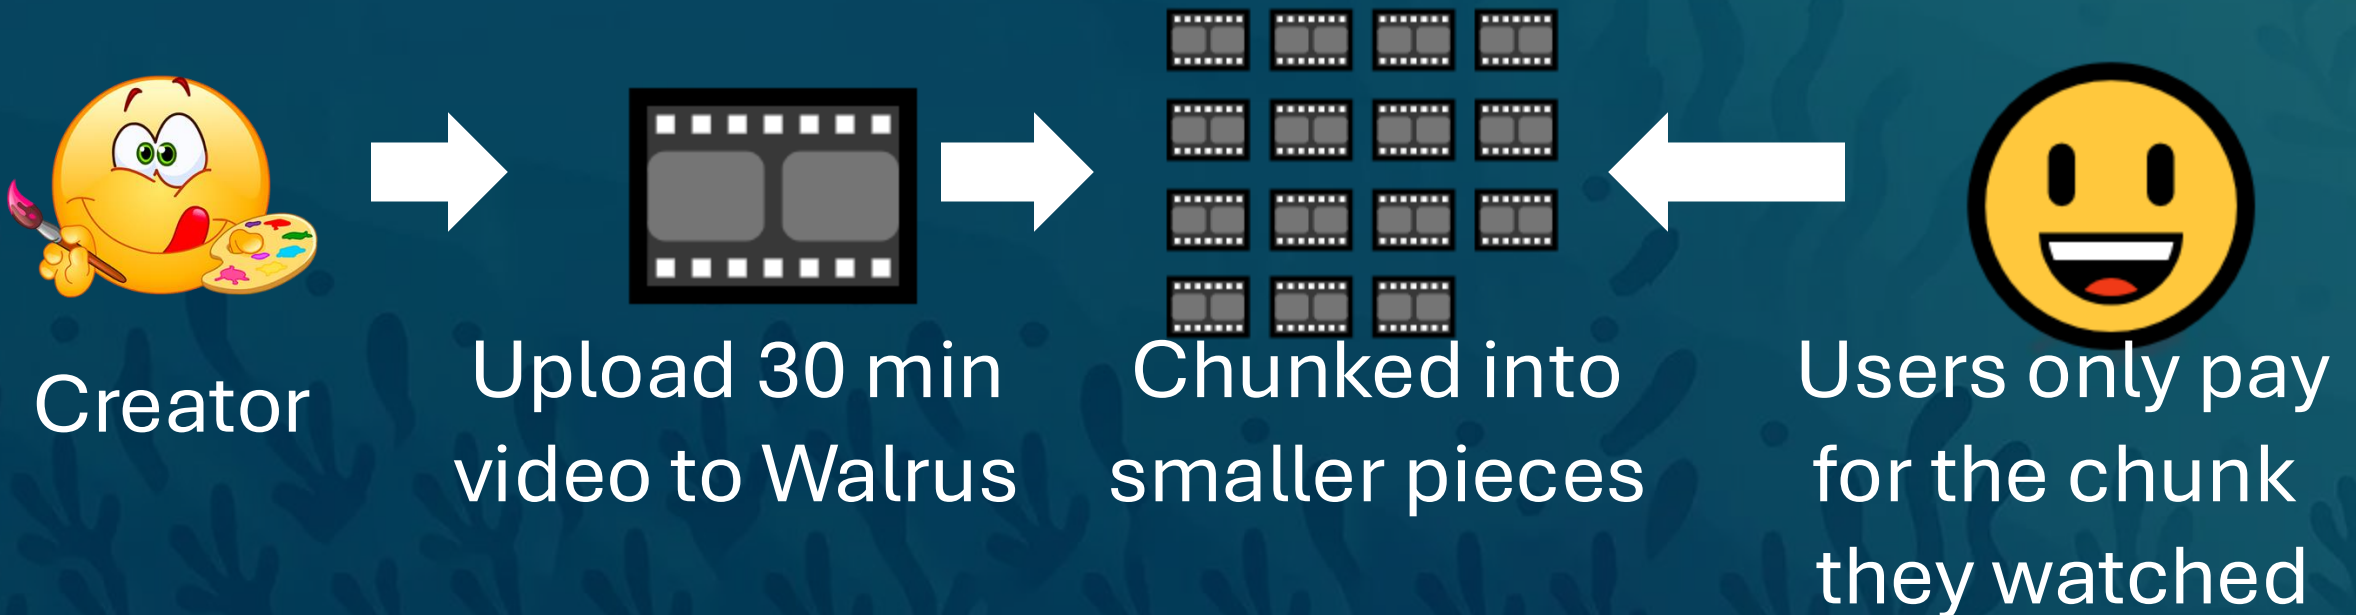 Creator
Upload 30 min
video to Walrus
Chunked into
smaller pieces
Users only pay
for the chunk
they watched